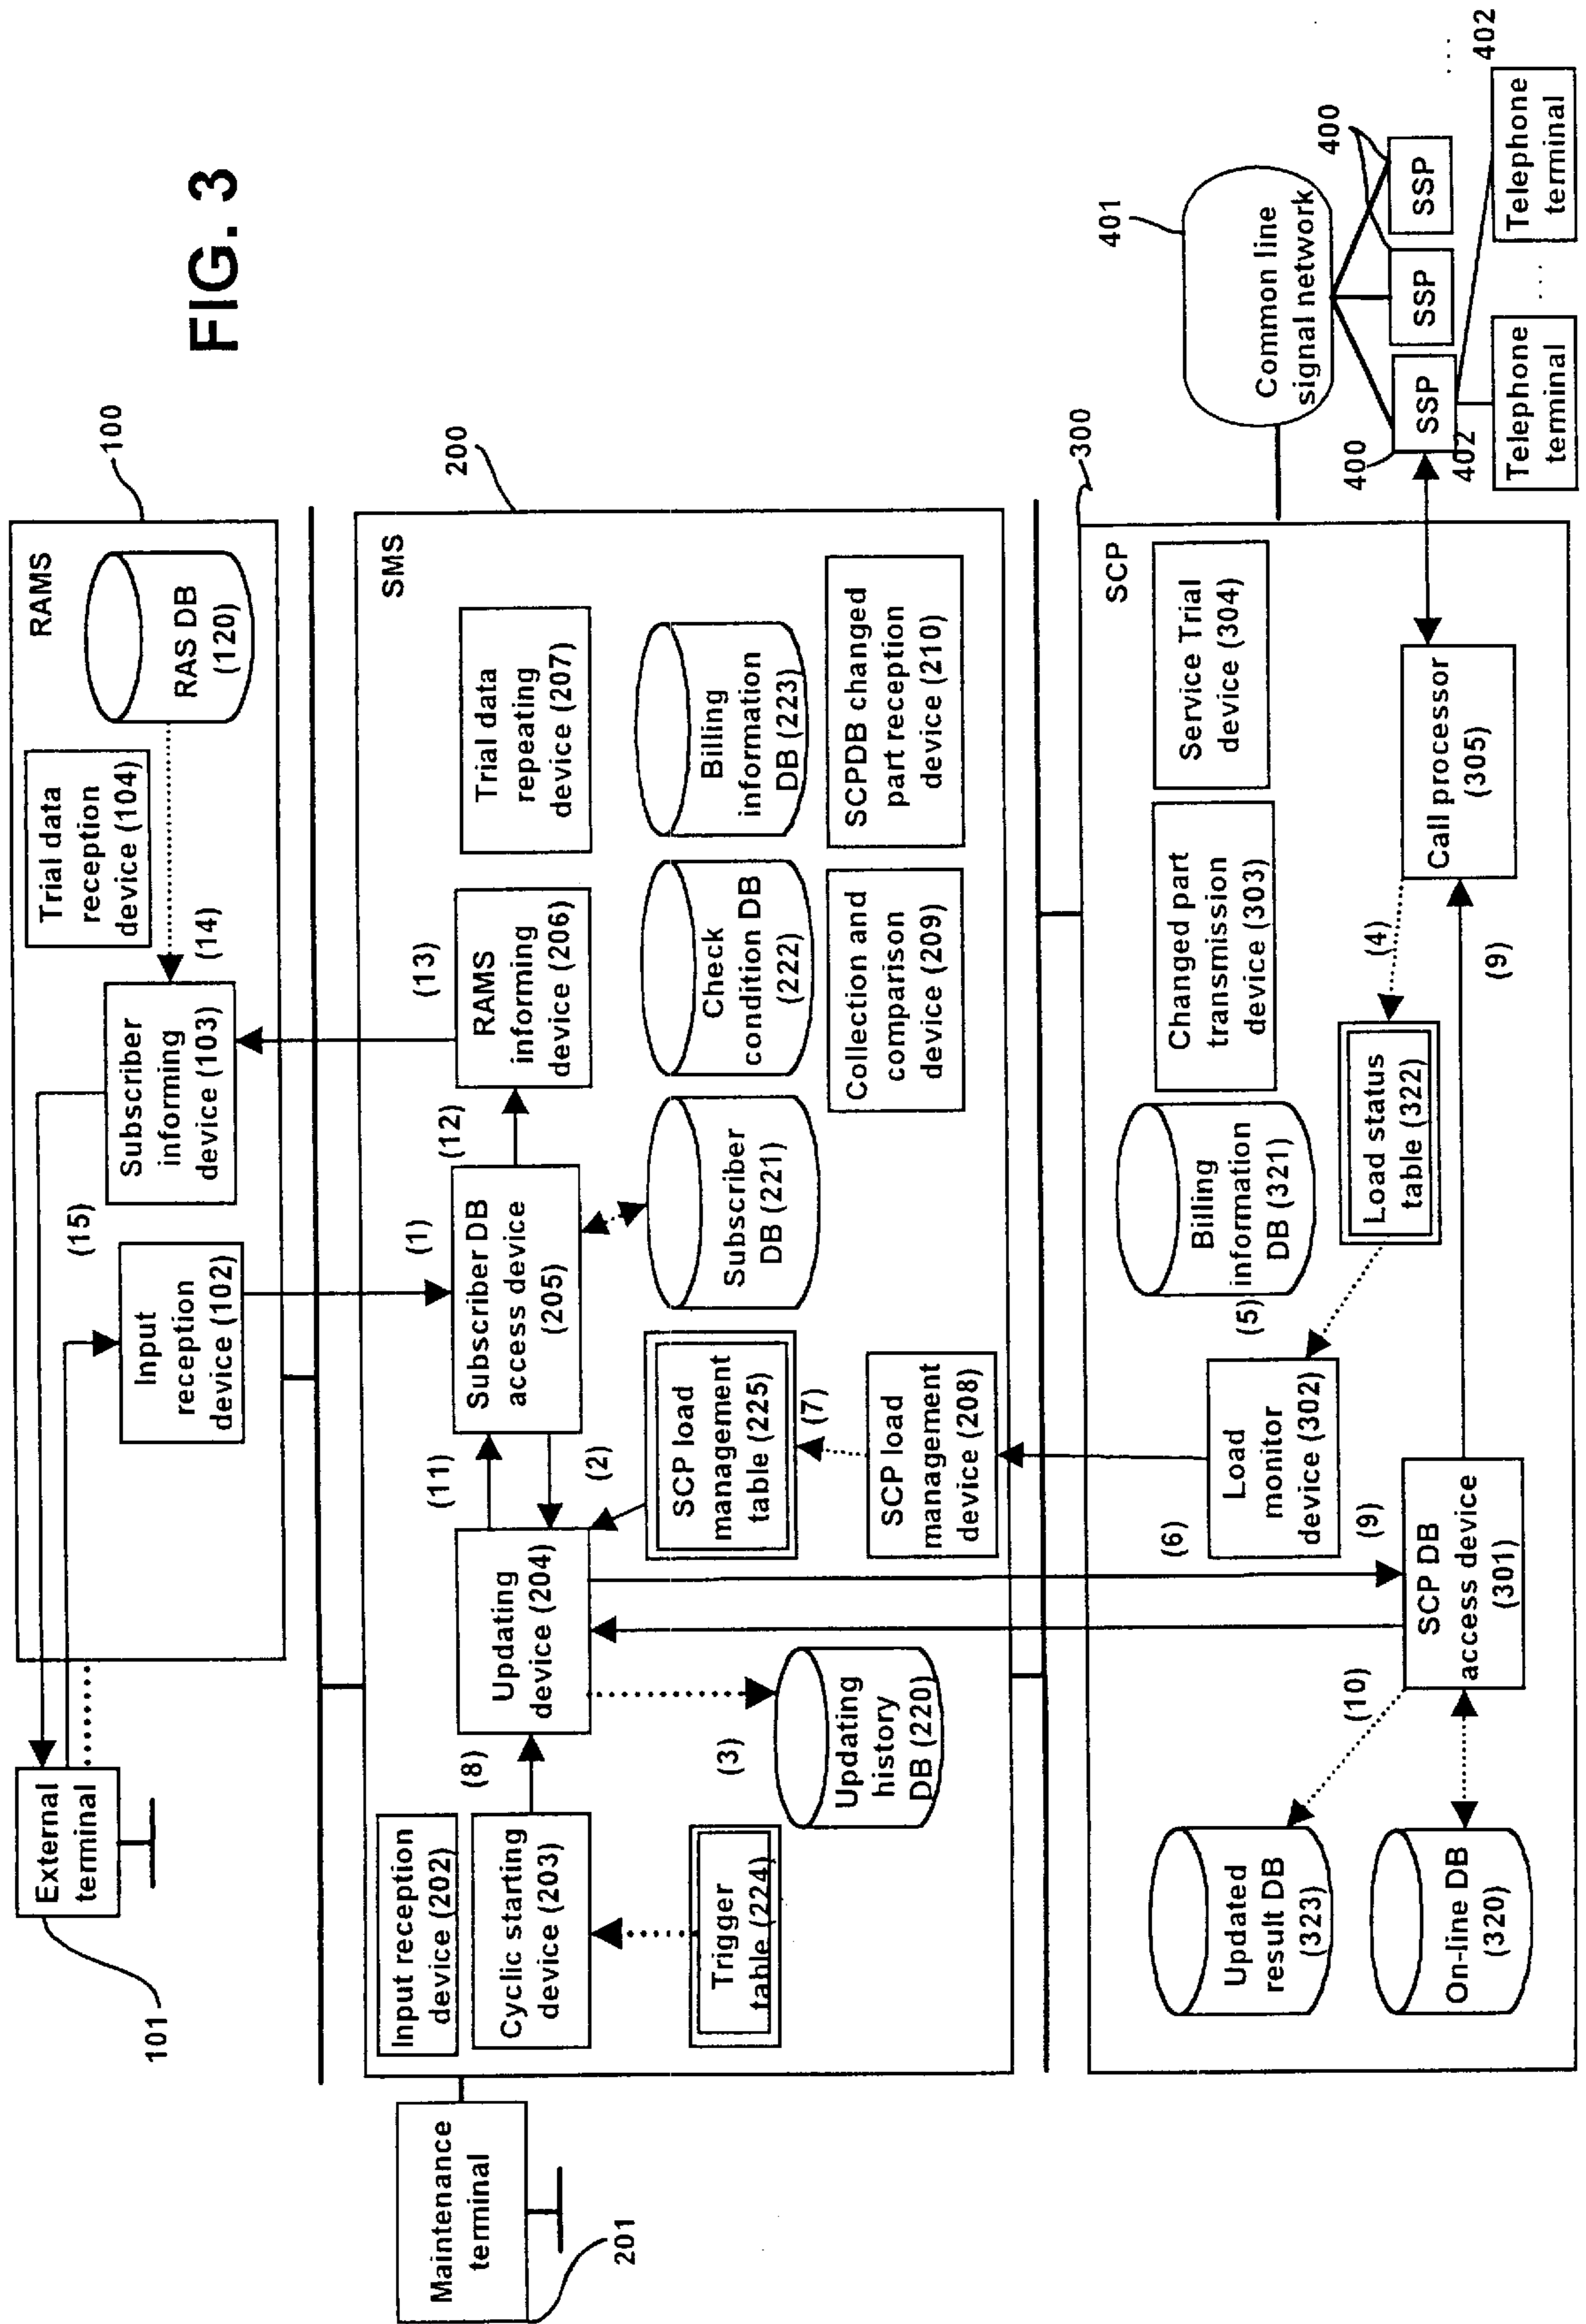 FIG. 3
External
terminal
101
RAMS
100
Input
reception
device (102)
(15)
Subscriber
informing
device (103)
(14)
Trial data
reception
device (104)
RAS DB
(120)
Maintenance
terminal
201
SMS
200
Input reception
device (202)
Cyclic starting
device (203)
(8)
Trigger
table (224)
Updating
device (204)
(3)
Updating
history
DB (220)
(11)
(2)
Subscriber DB
access device
(205)
(1)
(12)
RAMS
informing
device (206)
(13)
Trial data
repeating
device (207)
SCP load
management
table (225)
(7)
SCP load
management
device (208)
Subscriber
DB (221)
Check
condition DB
(222)
Billing
information
DB (223)
Collection and
comparison
device (209)
SCPDB changed
part reception
device (210)
SCP
300
Updated
result DB
(323)
On-line DB
(320)
(10)
SCP DB
access device
(301)
(9)
(6)
Load
monitor
device (302)
(5)
Billing
information
DB (321)
Load status
table (322)
(4)
Changed part
transmission
device (303)
Service Trial
device (304)
Call processor
(305)
(9)
401
Common line
signal network
400
400
SSP
SSP
SSP
402
402
Telephone
terminal
Telephone
terminal